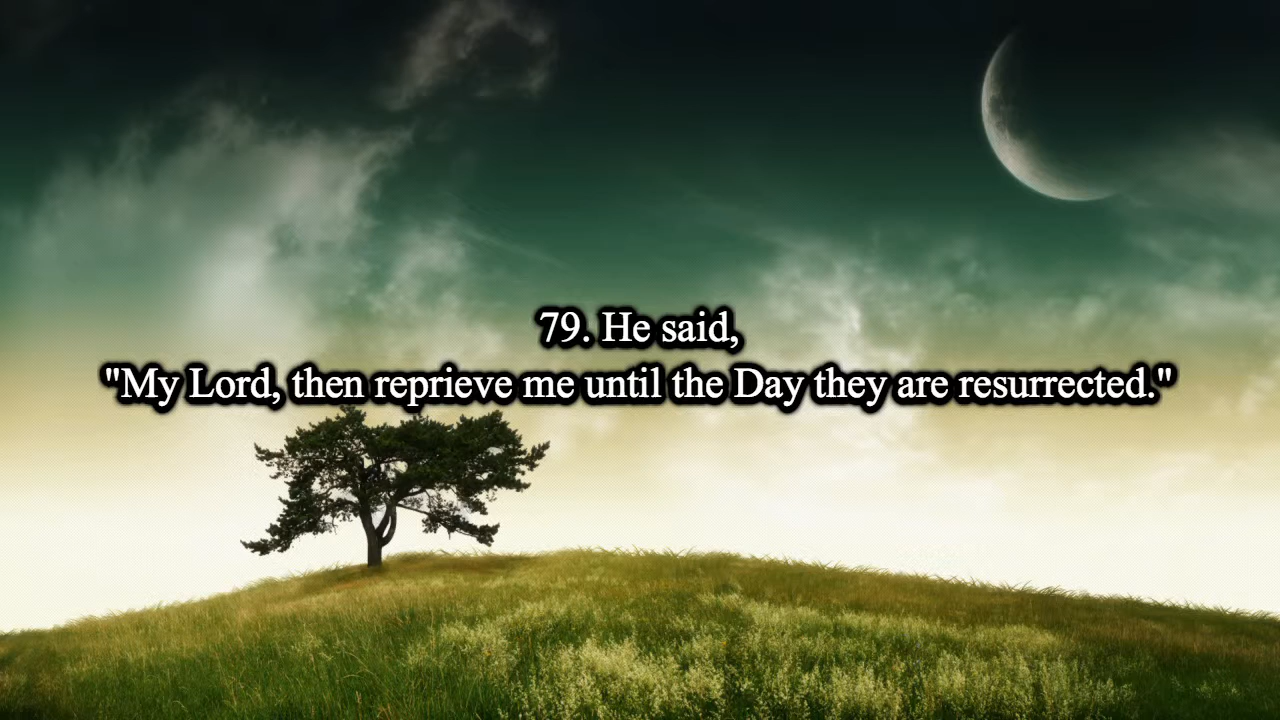 79. He said,
"My Lord, then reprieve me until the Day they are resurrected."